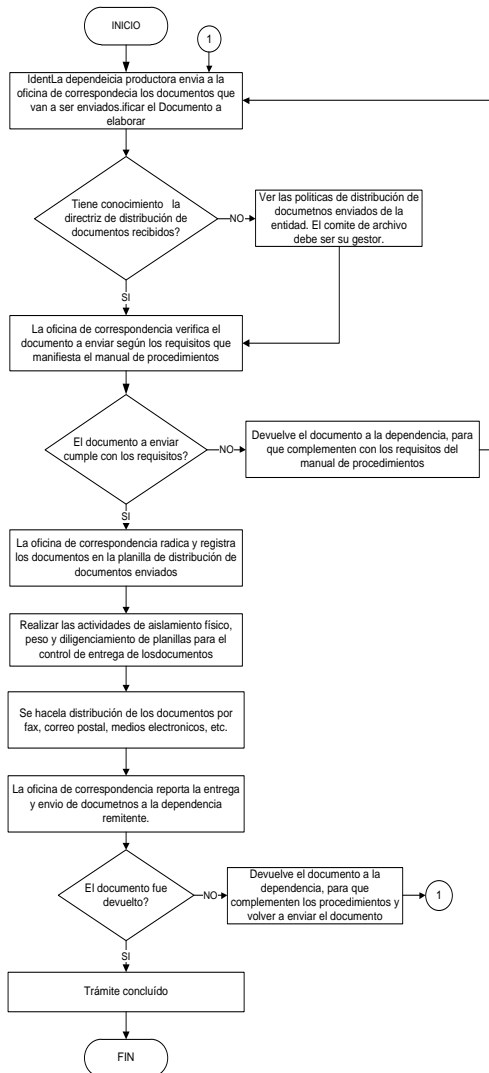 INICIO
1
IdentLa dependeicia productora envia a la
oficina de correspondecia los documentos que
van a ser enviados.ificar el Documento a
elaborar
Tiene conocimiento la
directriz de distribución de
documentos recibidos?
NO
Ver las politicas de distribución de
documetnos enviados de la
entidad. El comite de archivo
debe ser su gestor.
SI
La oficina de correspondencia verifica el
documento a enviar según los requisitos que
manifiesta el manual de procedimientos
El documento a enviar
cumple con los requisitos?
NO
Devuelve el documento a la dependencia, para
que complementen con los requisitos del
manual de procedimientos
SI
La oficina de correspondencia radica y registra
los documentos en la planilla de distribución de
documentos enviados
Realizar las actividades de aislamiento físico,
peso y diligenciamiento de planillas para el
control de entrega de losdocumentos
Se hacela distribución de los documentos por
fax, correo postal, medios electronicos, etc.
La oficina de correspondencia reporta la entrega
y envio de documetnos a la dependencia
remitente.
El documento fue
devuelto?
NO
Devuelve el documento a la
dependencia, para que
complementen los procedimientos y
volver a enviar el documento
1
SI
Trámite concluído
FIN